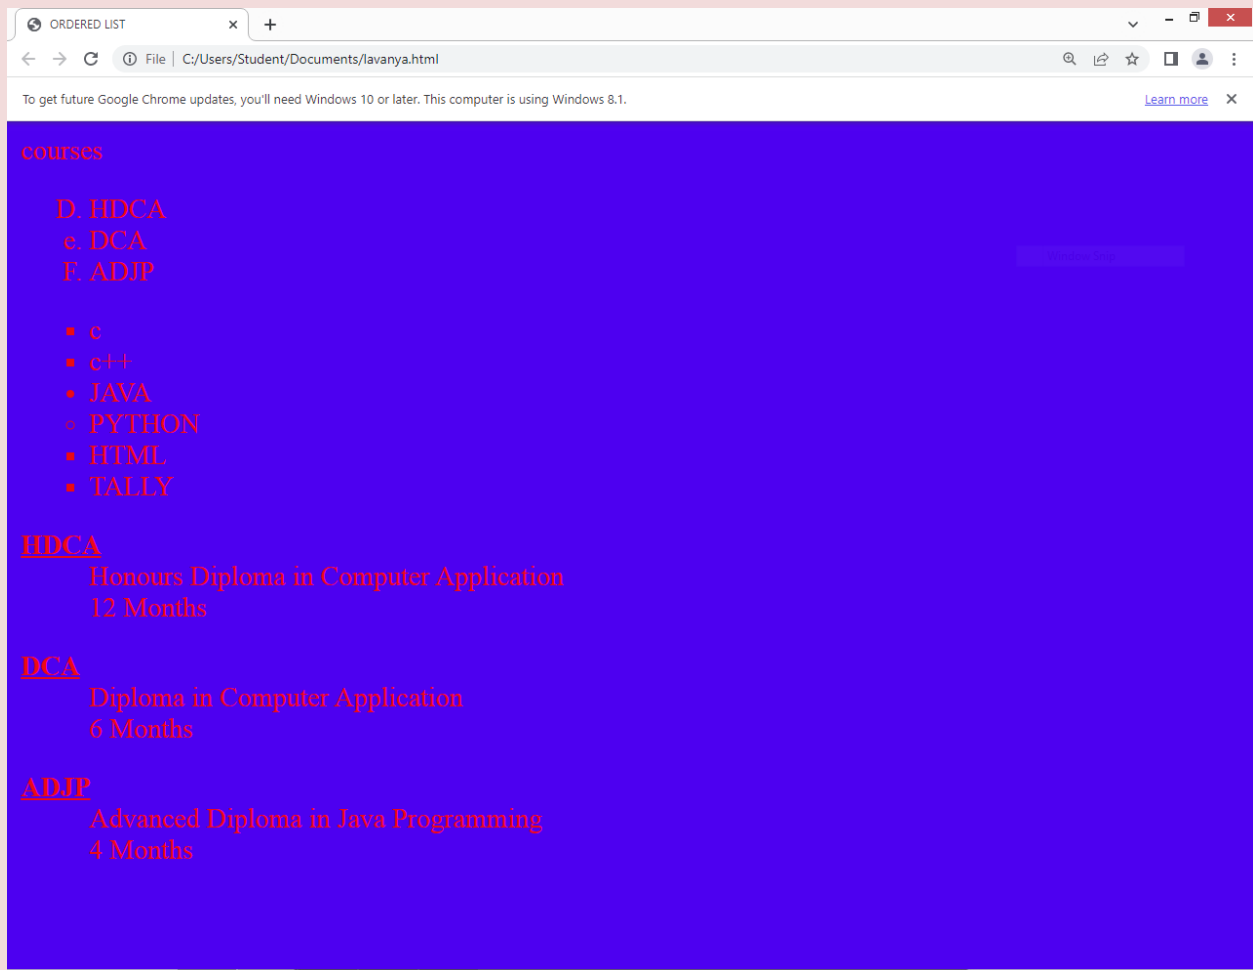 ORDERED LIST
File | C:/Users/Student/Documents/lavanya.html
To get future Google Chrome updates, you'll need Windows 10 or later. This computer is using Windows 8.1. Learn more
courses
D. HDCA
e. DCA
F. ADJP
Window Snip
▪ c
▪ c++
• JAVA
◦ PYTHON
▪ HTML
▪ TALLY
HDCA
Honours Diploma in Computer Application
12 Months
DCA
Diploma in Computer Application
6 Months
ADJP
Advanced Diploma in Java Programming
4 Months